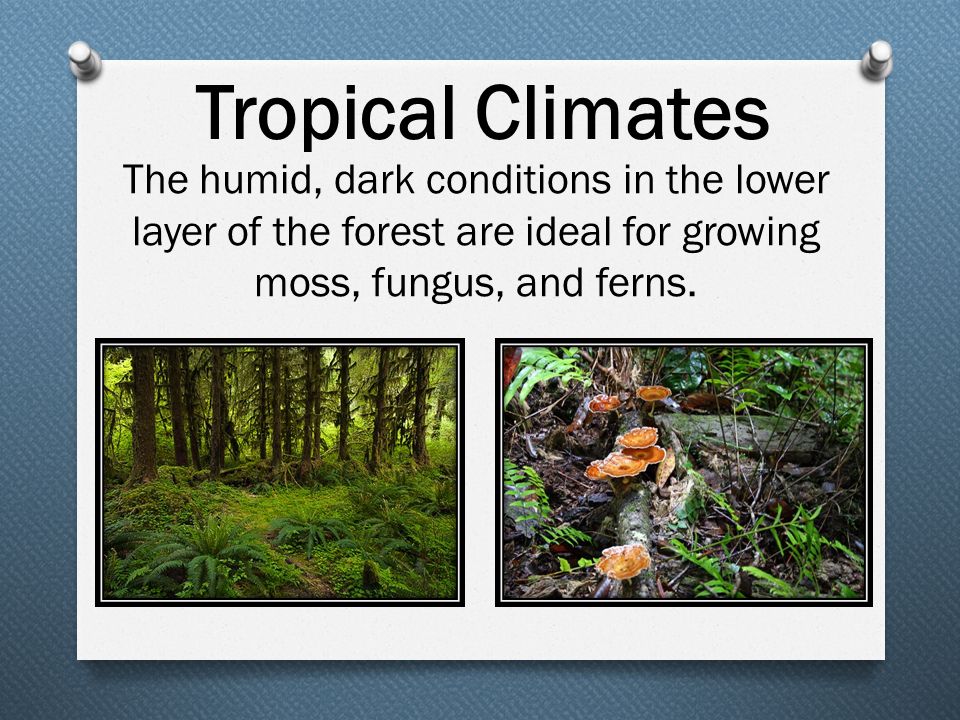 Tropical Climates
The humid, dark conditions in the lower
layer of the forest are ideal for growing
moss, fungus, and ferns.